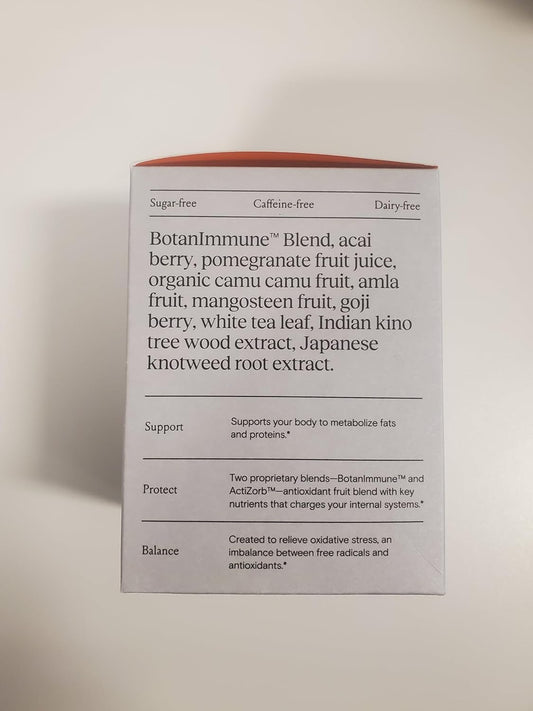 Sugar-free Caffeine-free Dairy-free
BotanImmune™ Blend, acai
berry, pomegranate fruit juice,
organic camu camu fruit, amla
fruit, mangosteen fruit, goji
berry, white tea leaf, Indian kino
tree wood extract, Japanese
knotweed root extract.
Support
Supports your body to metabolize fats
and proteins.*
Protect
Two proprietary blends—BotanImmune™ and
ActiZorb™—antioxidant fruit blend with key
nutrients that charges your internal systems.*
Balance
Created to relieve oxidative stress, an
imbalance between free radicals and
antioxidants.*